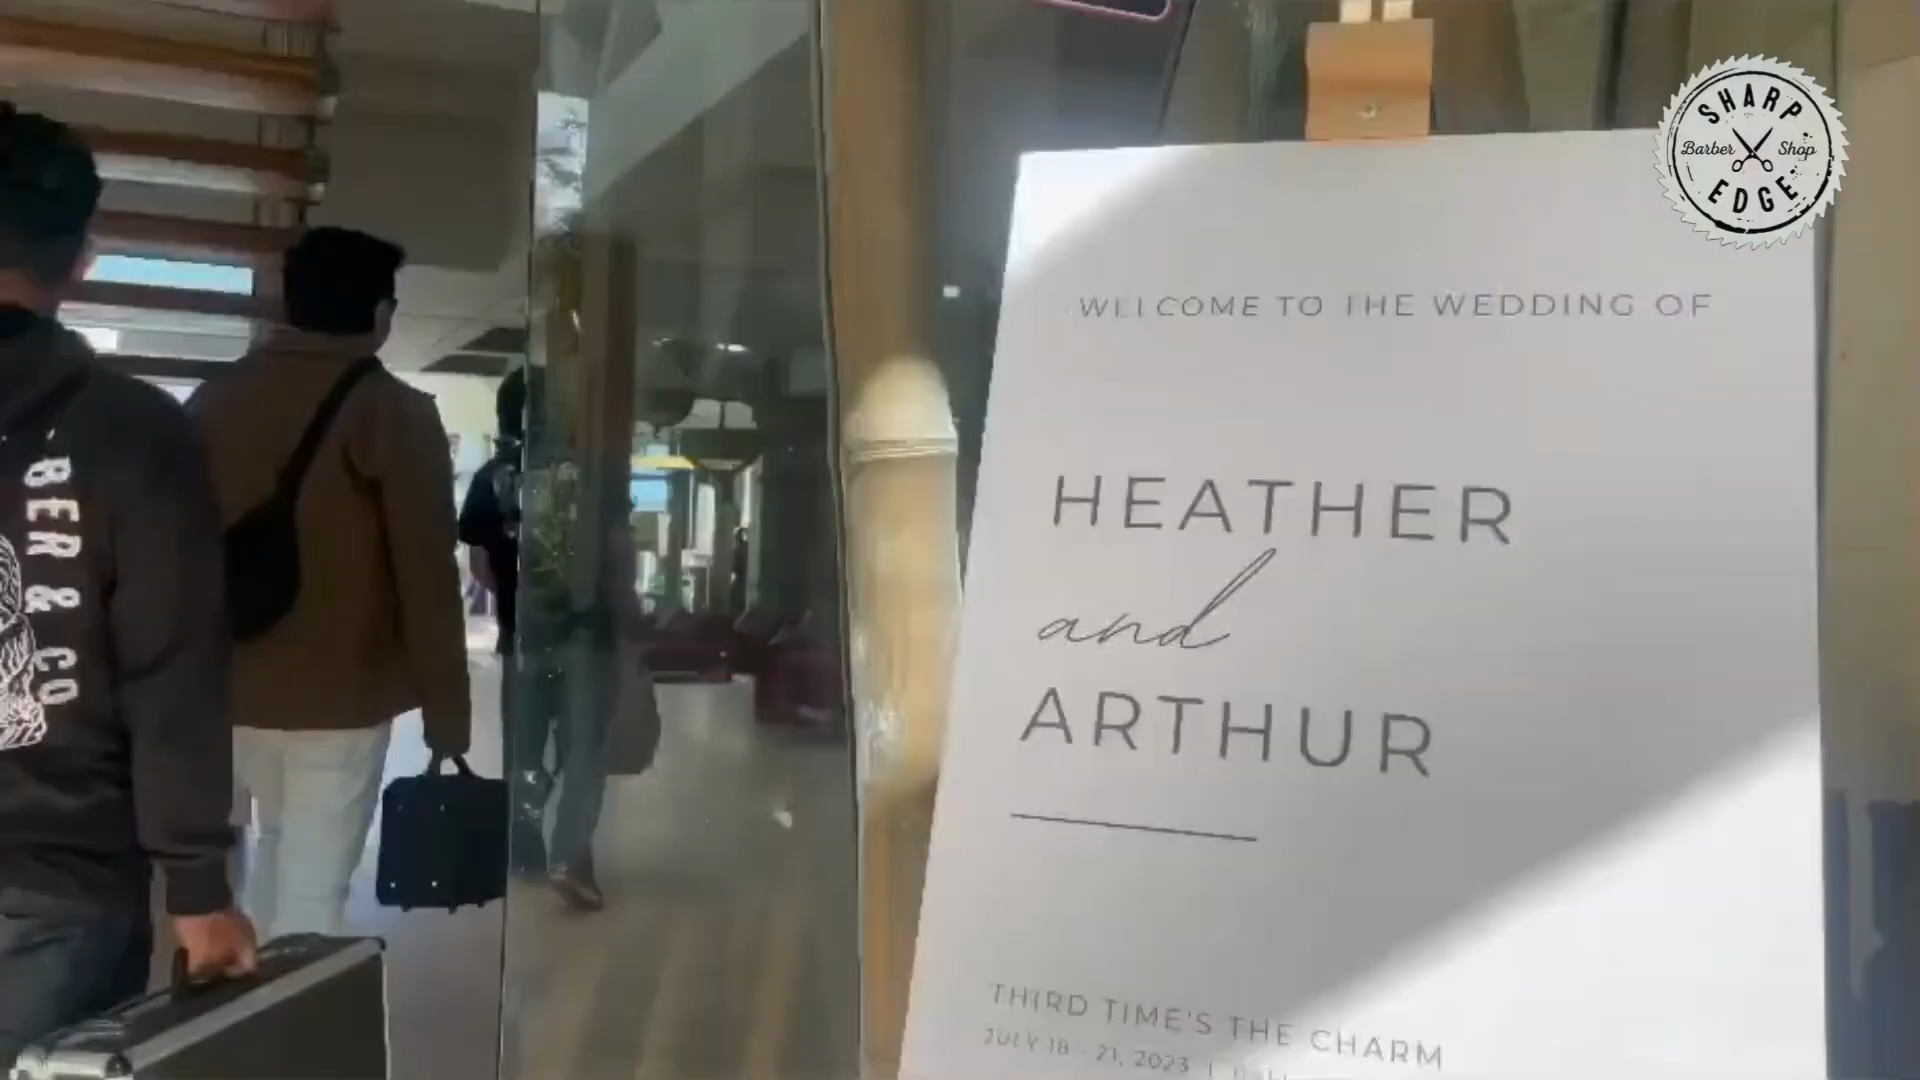 SHARP
Barber Shop
EDGE
WELCOME TO THE WEDDING OF
HEATHER
and
ARTHUR
THIRD TIME'S THE CHARM
JULY 18 - 21, 2023 |
BER & CO